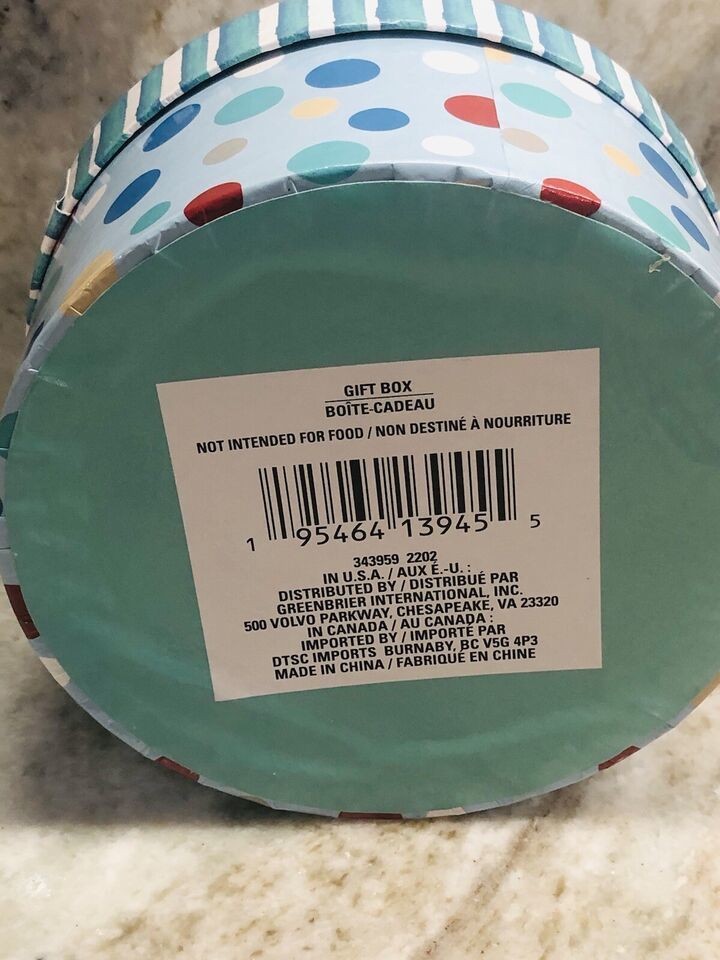 GIFT BOX
BOÎTE-CADEAU
NOT INTENDED FOR FOOD / NON DESTINÉ À NOURRITURE
1 95464 13945 5
343959 2202
IN U.S.A. / AUX É.-U. :
DISTRIBUTED BY / DISTRIBUÉ PAR
GREENBRIER INTERNATIONAL, INC.
500 VOLVO PARKWAY, CHESAPEAKE, VA 23320
IN CANADA / AU CANADA :
IMPORTED BY / IMPORTÉ PAR
DTSC IMPORTS BURNABY, BC V5G 4P3
MADE IN CHINA / FABRIQUÉ EN CHINE